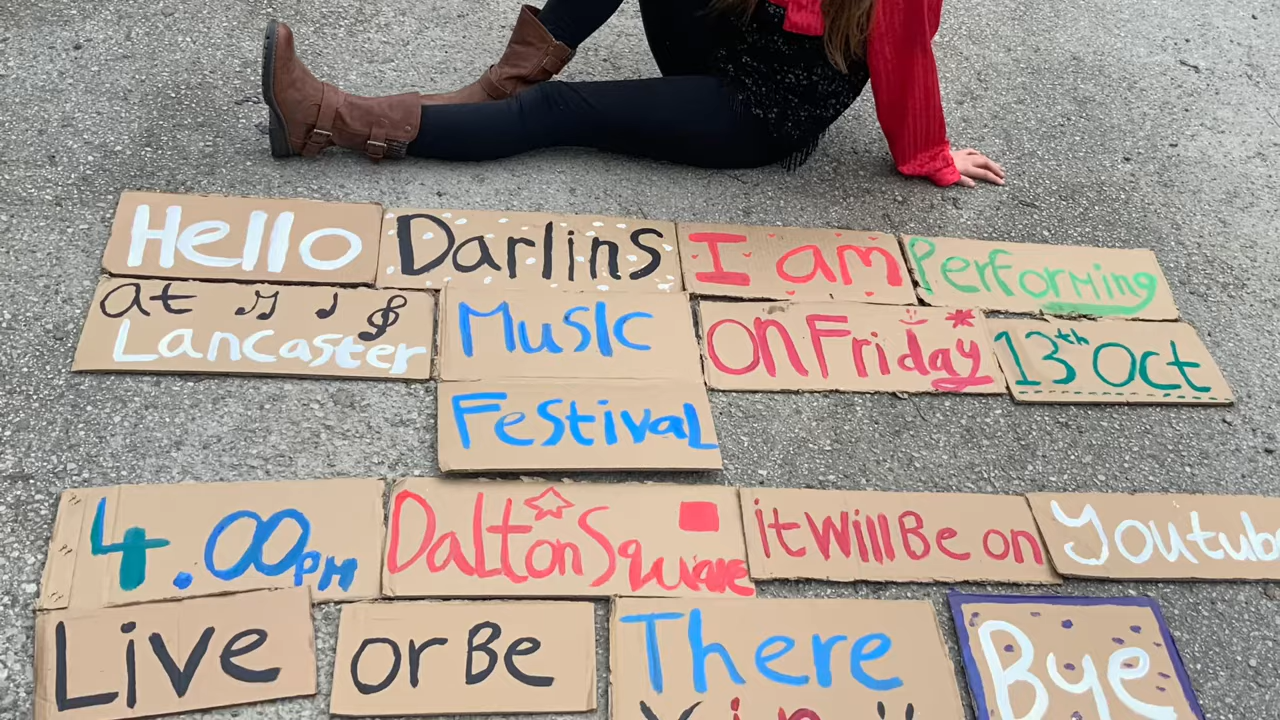 Hello Darlins I am Performing
at Lancaster Music on Friday 13th Oct
Festival
4.00pm Dalton Square it will Be on Youtub
Live or Be There Bye